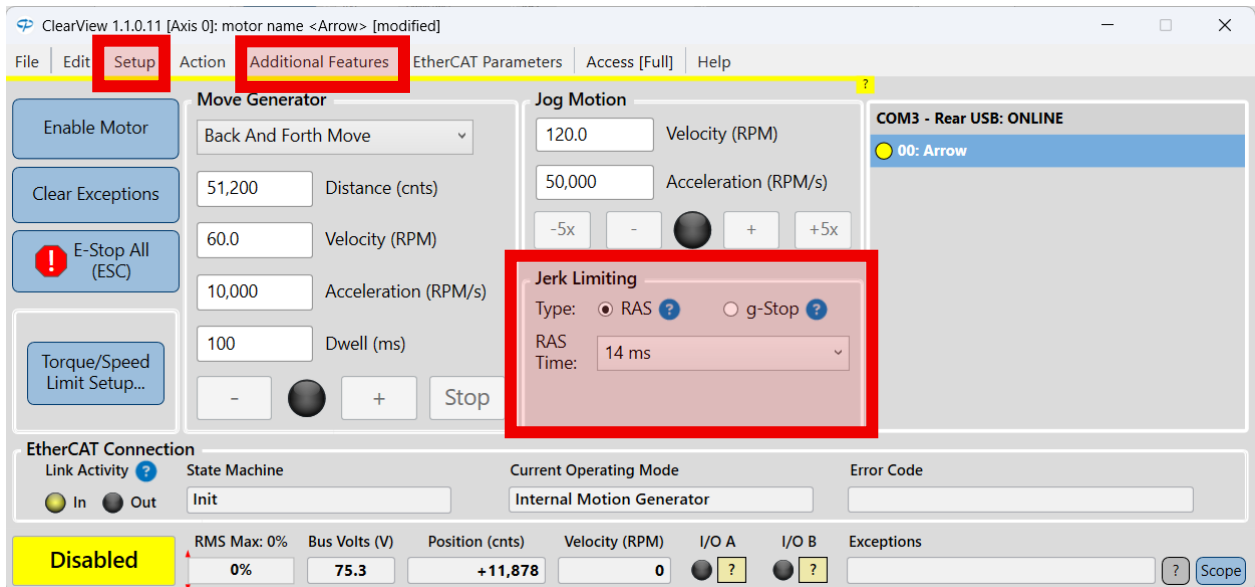 ClearView 1.1.0.11 [Axis 0]: motor name <Arrow> [modified]
File Edit Setup Action Additional Features EtherCAT Parameters Access [Full] Help
?
Enable Motor
Clear Exceptions
! E-Stop All
(ESC)
Torque/Speed
Limit Setup...
Move Generator
Back And Forth Move
51,200 Distance (cnts)
60.0 Velocity (RPM)
10,000 Acceleration (RPM/s)
100 Dwell (ms)
- + Stop
Jog Motion
120.0 Velocity (RPM)
50,000 Acceleration (RPM/s)
-5x - + +5x
Jerk Limiting
Type: RAS ? g-Stop ?
RAS
Time: 14 ms
COM3 - Rear USB: ONLINE
00: Arrow
EtherCAT Connection
Link Activity ? State Machine Current Operating Mode Error Code
In Out Init Internal Motion Generator
Disabled
RMS Max: 0% Bus Volts (V) Position (cnts) Velocity (RPM) I/O A I/O B Exceptions
0% 75.3 +11,878 0 ? ? ? Scope